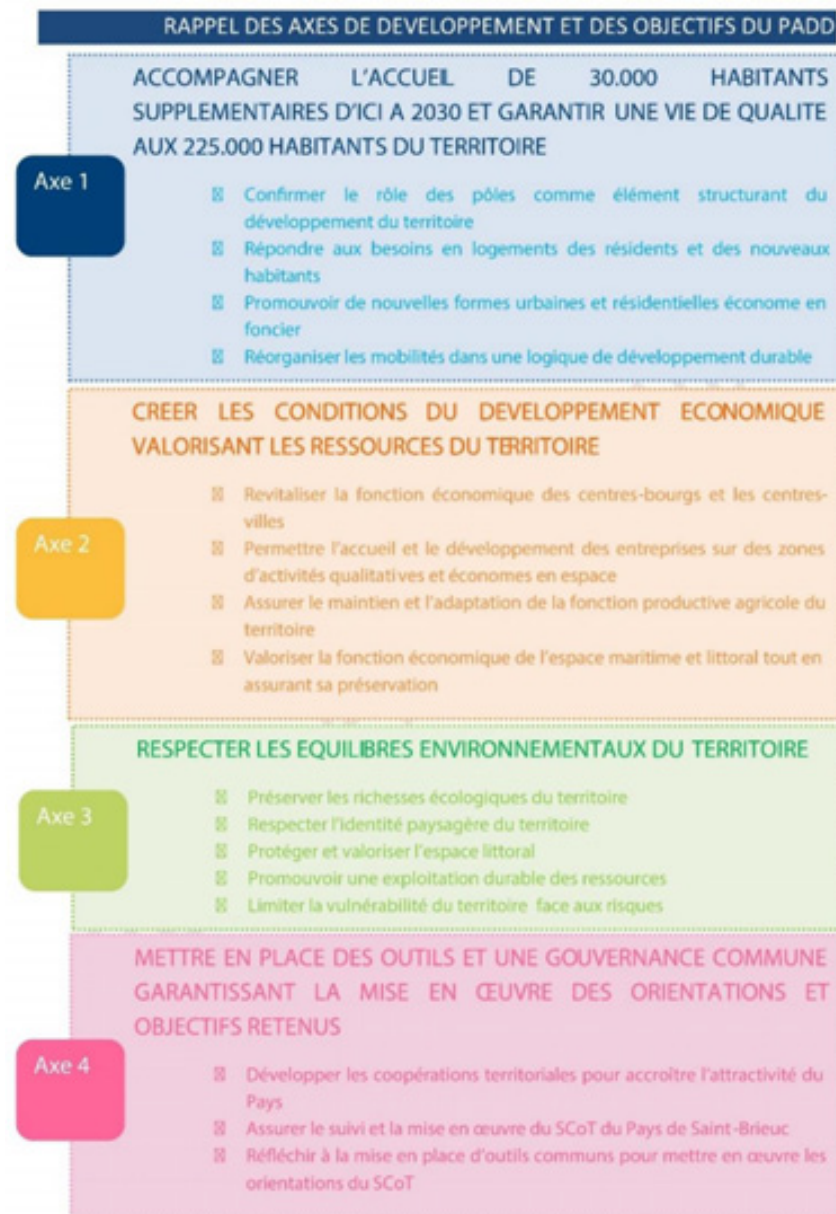 RAPPEL DES AXES DE DEVELOPPEMENT ET DES OBJECTIFS DU PADD
ACCOMPAGNER L'ACCUEIL DE 30.000 HABITANTS
SUPPLEMENTAIRES D'ICI A 2030 ET GARANTIR UNE VIE DE QUALITE
AUX 225.000 HABITANTS DU TERRITOIRE
Axe 1
Confirmer le rôle des pôles comme élément structurant du
développement du territoire
Répondre aux besoins en logements des résidents et des nouveaux
habitants
Promouvoir de nouvelles formes urbaines et résidentielles économe en
foncier
Réorganiser les mobilités dans une logique de développement durable
CREER LES CONDITIONS DU DEVELOPPEMENT ECONOMIQUE
VALORISANT LES RESSOURCES DU TERRITOIRE
Axe 2
Revitaliser la fonction économique des centres-bourgs et les centres-
villes
Permettre l'accueil et le développement des entreprises sur des zones
d'activités qualitatives et économes en espace
Assurer le maintien et l'adaptation de la fonction productive agricole du
territoire
Valoriser la fonction économique de l'espace maritime et littoral tout en
assurant sa préservation
RESPECTER LES EQUILIBRES ENVIRONNEMENTAUX DU TERRITOIRE
Axe 3
Préserver les richesses écologiques du territoire
Respecter l'identité paysagère du territoire
Protéger et valoriser l'espace littoral
Promouvoir une exploitation durable des ressources
Limiter la vulnérabilité du territoire face aux risques
METTRE EN PLACE DES OUTILS ET UNE GOUVERNANCE COMMUNE
GARANTISSANT LA MISE EN ŒUVRE DES ORIENTATIONS ET
OBJECTIFS RETENUS
Axe 4
Développer les coopérations territoriales pour accroître l'attractivité du
Pays
Assurer le suivi et la mise en œuvre du SCoT du Pays de Saint-Brieuc
Réfléchir à la mise en place d'outils communs pour mettre en œuvre les
orientations du SCoT